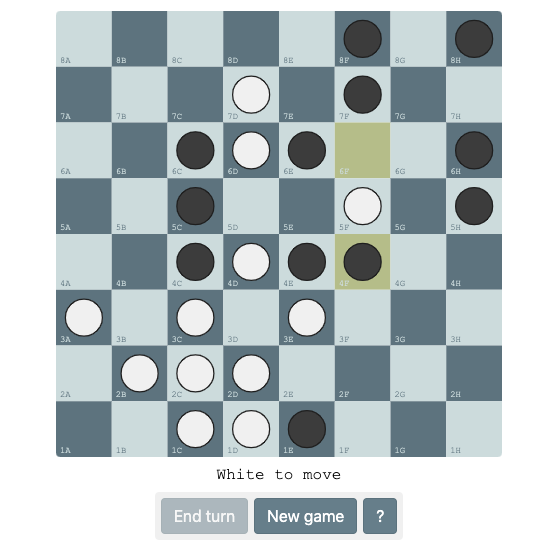 8A 8B 8C 8D 8E 8F 8G 8H
7A 7B 7C 7D 7E 7F 7G 7H
6A 6B 6C 6D 6E 6F 6G 6H
5A 5B 5C 5D 5E 5F 5G 5H
4A 4B 4C 4D 4E 4F 4G 4H
3A 3B 3C 3D 3E 3F 3G 3H
2A 2B 2C 2D 2E 2F 2G 2H
1A 1B 1C 1D 1E 1F 1G 1H
White to move
End turn New game ?